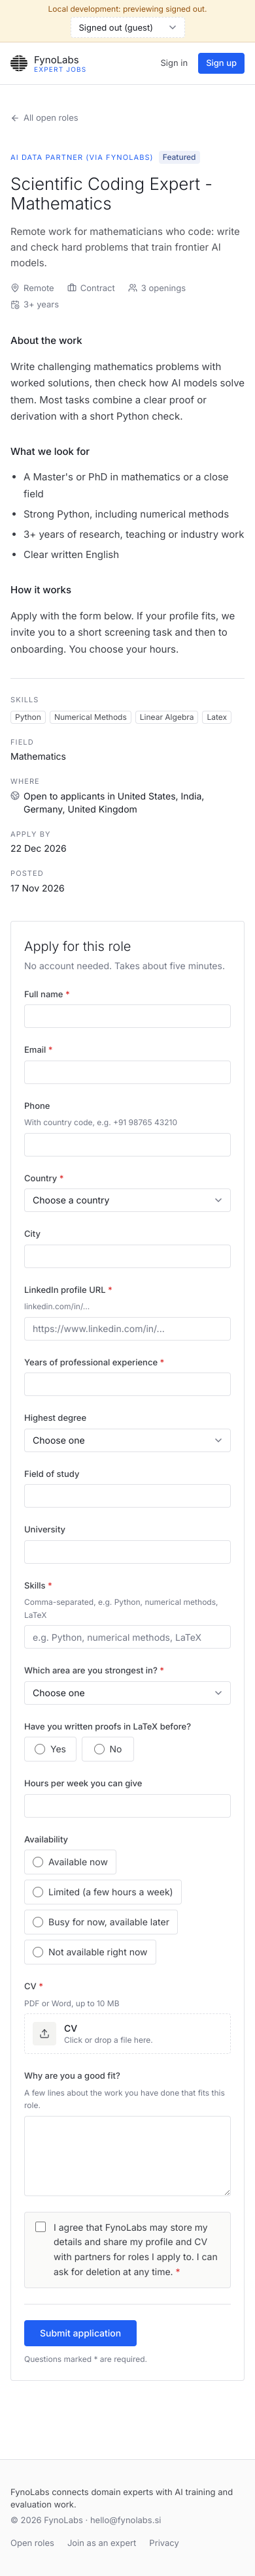 Local development: previewing signed out.
Signed out (guest)
FynoLabs
EXPERT JOBS
Sign in
Sign up
All open roles
AI DATA PARTNER (VIA FYNOLABS)
Featured
Scientific Coding Expert -
Mathematics
Remote work for mathematicians who code: write
and check hard problems that train frontier AI
models.
Remote
Contract
3 openings
3+ years
About the work
Write challenging mathematics problems with
worked solutions, then check how AI models solve
them. Most tasks combine a clear proof or
derivation with a short Python check.
What we look for
• A Master's or PhD in mathematics or a close
field
• Strong Python, including numerical methods
• 3+ years of research, teaching or industry work
• Clear written English
How it works
Apply with the form below. If your profile fits, we
invite you to a short screening task and then to
onboarding. You choose your hours.
SKILLS
Python
Numerical Methods
Linear Algebra
Latex
FIELD
Mathematics
WHERE
Open to applicants in United States, India,
Germany, United Kingdom
APPLY BY
22 Dec 2026
POSTED
17 Nov 2026
Apply for this role
No account needed. Takes about five minutes.
Full name *
Email *
Phone
With country code, e.g. +91 98765 43210
Country *
Choose a country
City
LinkedIn profile URL *
linkedin.com/in/...
https://www.linkedin.com/in/...
Years of professional experience *
Highest degree
Choose one
Field of study
University
Skills *
Comma-separated, e.g. Python, numerical methods,
LaTeX
e.g. Python, numerical methods, LaTeX
Which area are you strongest in? *
Choose one
Have you written proofs in LaTeX before?
Yes
No
Hours per week you can give
Availability
Available now
Limited (a few hours a week)
Busy for now, available later
Not available right now
CV *
PDF or Word, up to 10 MB
CV
Click or drop a file here.
Why are you a good fit?
A few lines about the work you have done that fits this
role.
I agree that FynoLabs may store my
details and share my profile and CV
with partners for roles I apply to. I can
ask for deletion at any time. *
Submit application
Questions marked * are required.
FynoLabs connects domain experts with AI training and
evaluation work.
© 2026 FynoLabs · hello@fynolabs.si
Open roles
Join as an expert
Privacy